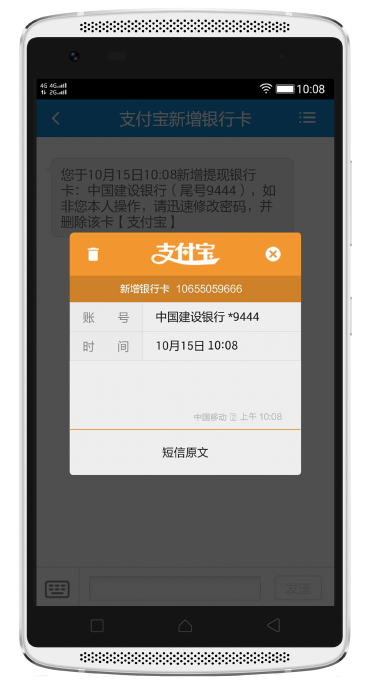 4G 4G
1k 2G
10:08
支付宝新增银行卡
您于10月15日10:08新增提现银行
卡：中国建设银行（尾号9444），如
非您本人操作，请迅速修改密码，并
删除该卡【支付宝】
支付宝
新增银行卡 10655059666
账 号 中国建设银行 *9444
时 间 10月15日 10:08
中国移动 上午 10:08
短信原文
发送